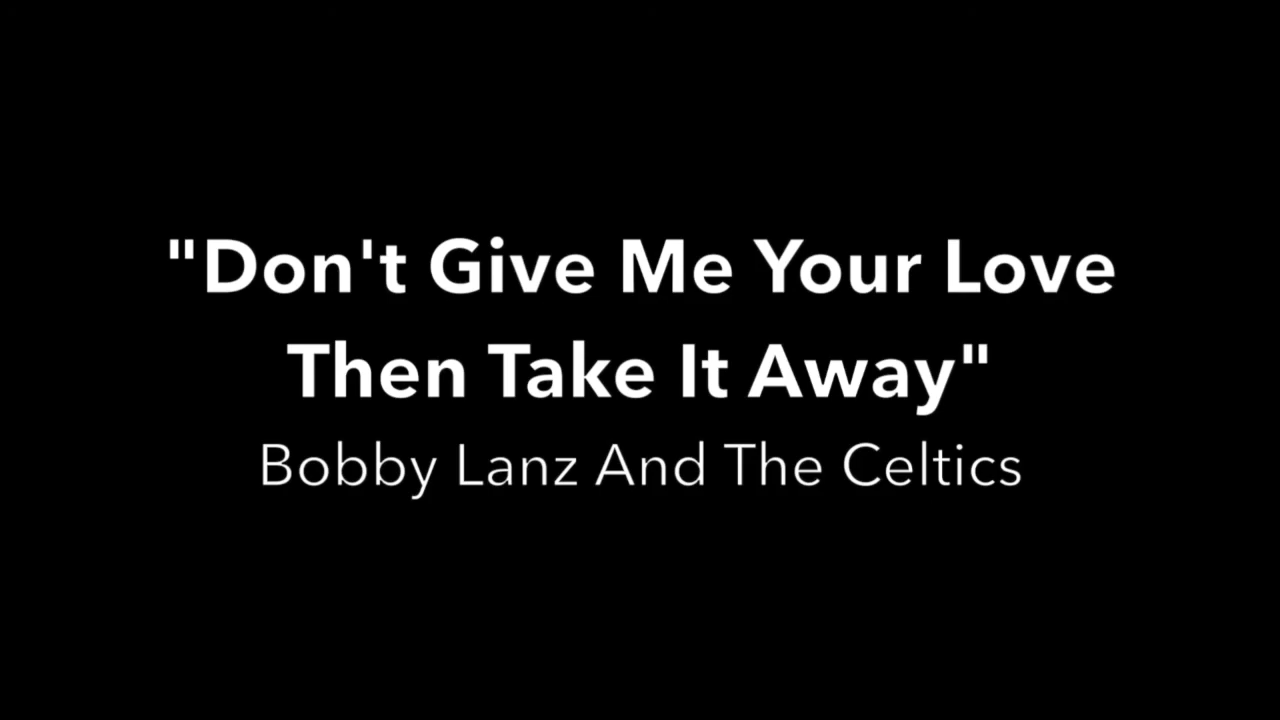 "Don't Give Me Your Love
Then Take It Away"
Bobby Lanz And The Celtics